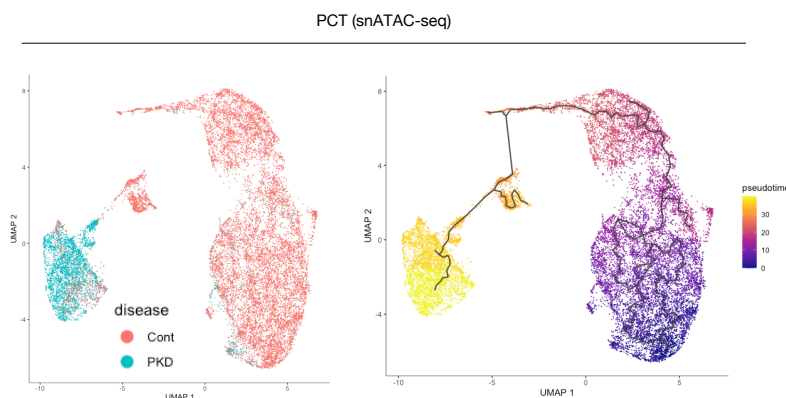 PCT (snATAC-seq)
8
4
0
-4
UMAP 2
-10
-5
0
5
UMAP 1
disease
Cont
PKD
8
4
0
-4
UMAP 2
-10
-5
0
5
UMAP 1
pseudotime
30
20
10
0